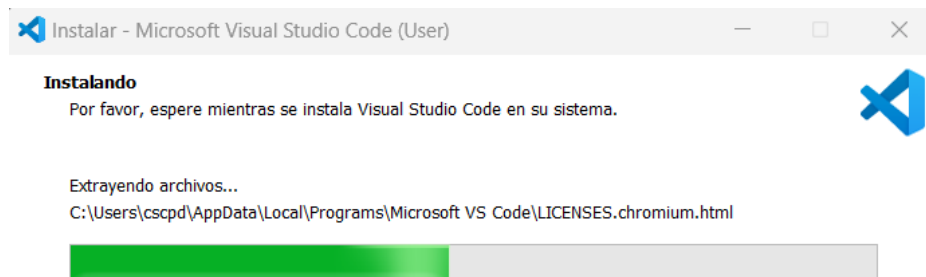 Instalar - Microsoft Visual Studio Code (User)
Instalando
Por favor, espere mientras se instala Visual Studio Code en su sistema.
Extrayendo archivos...
C:\Users\cscpd\AppData\Local\Programs\Microsoft VS Code\LICENSES.chromium.html